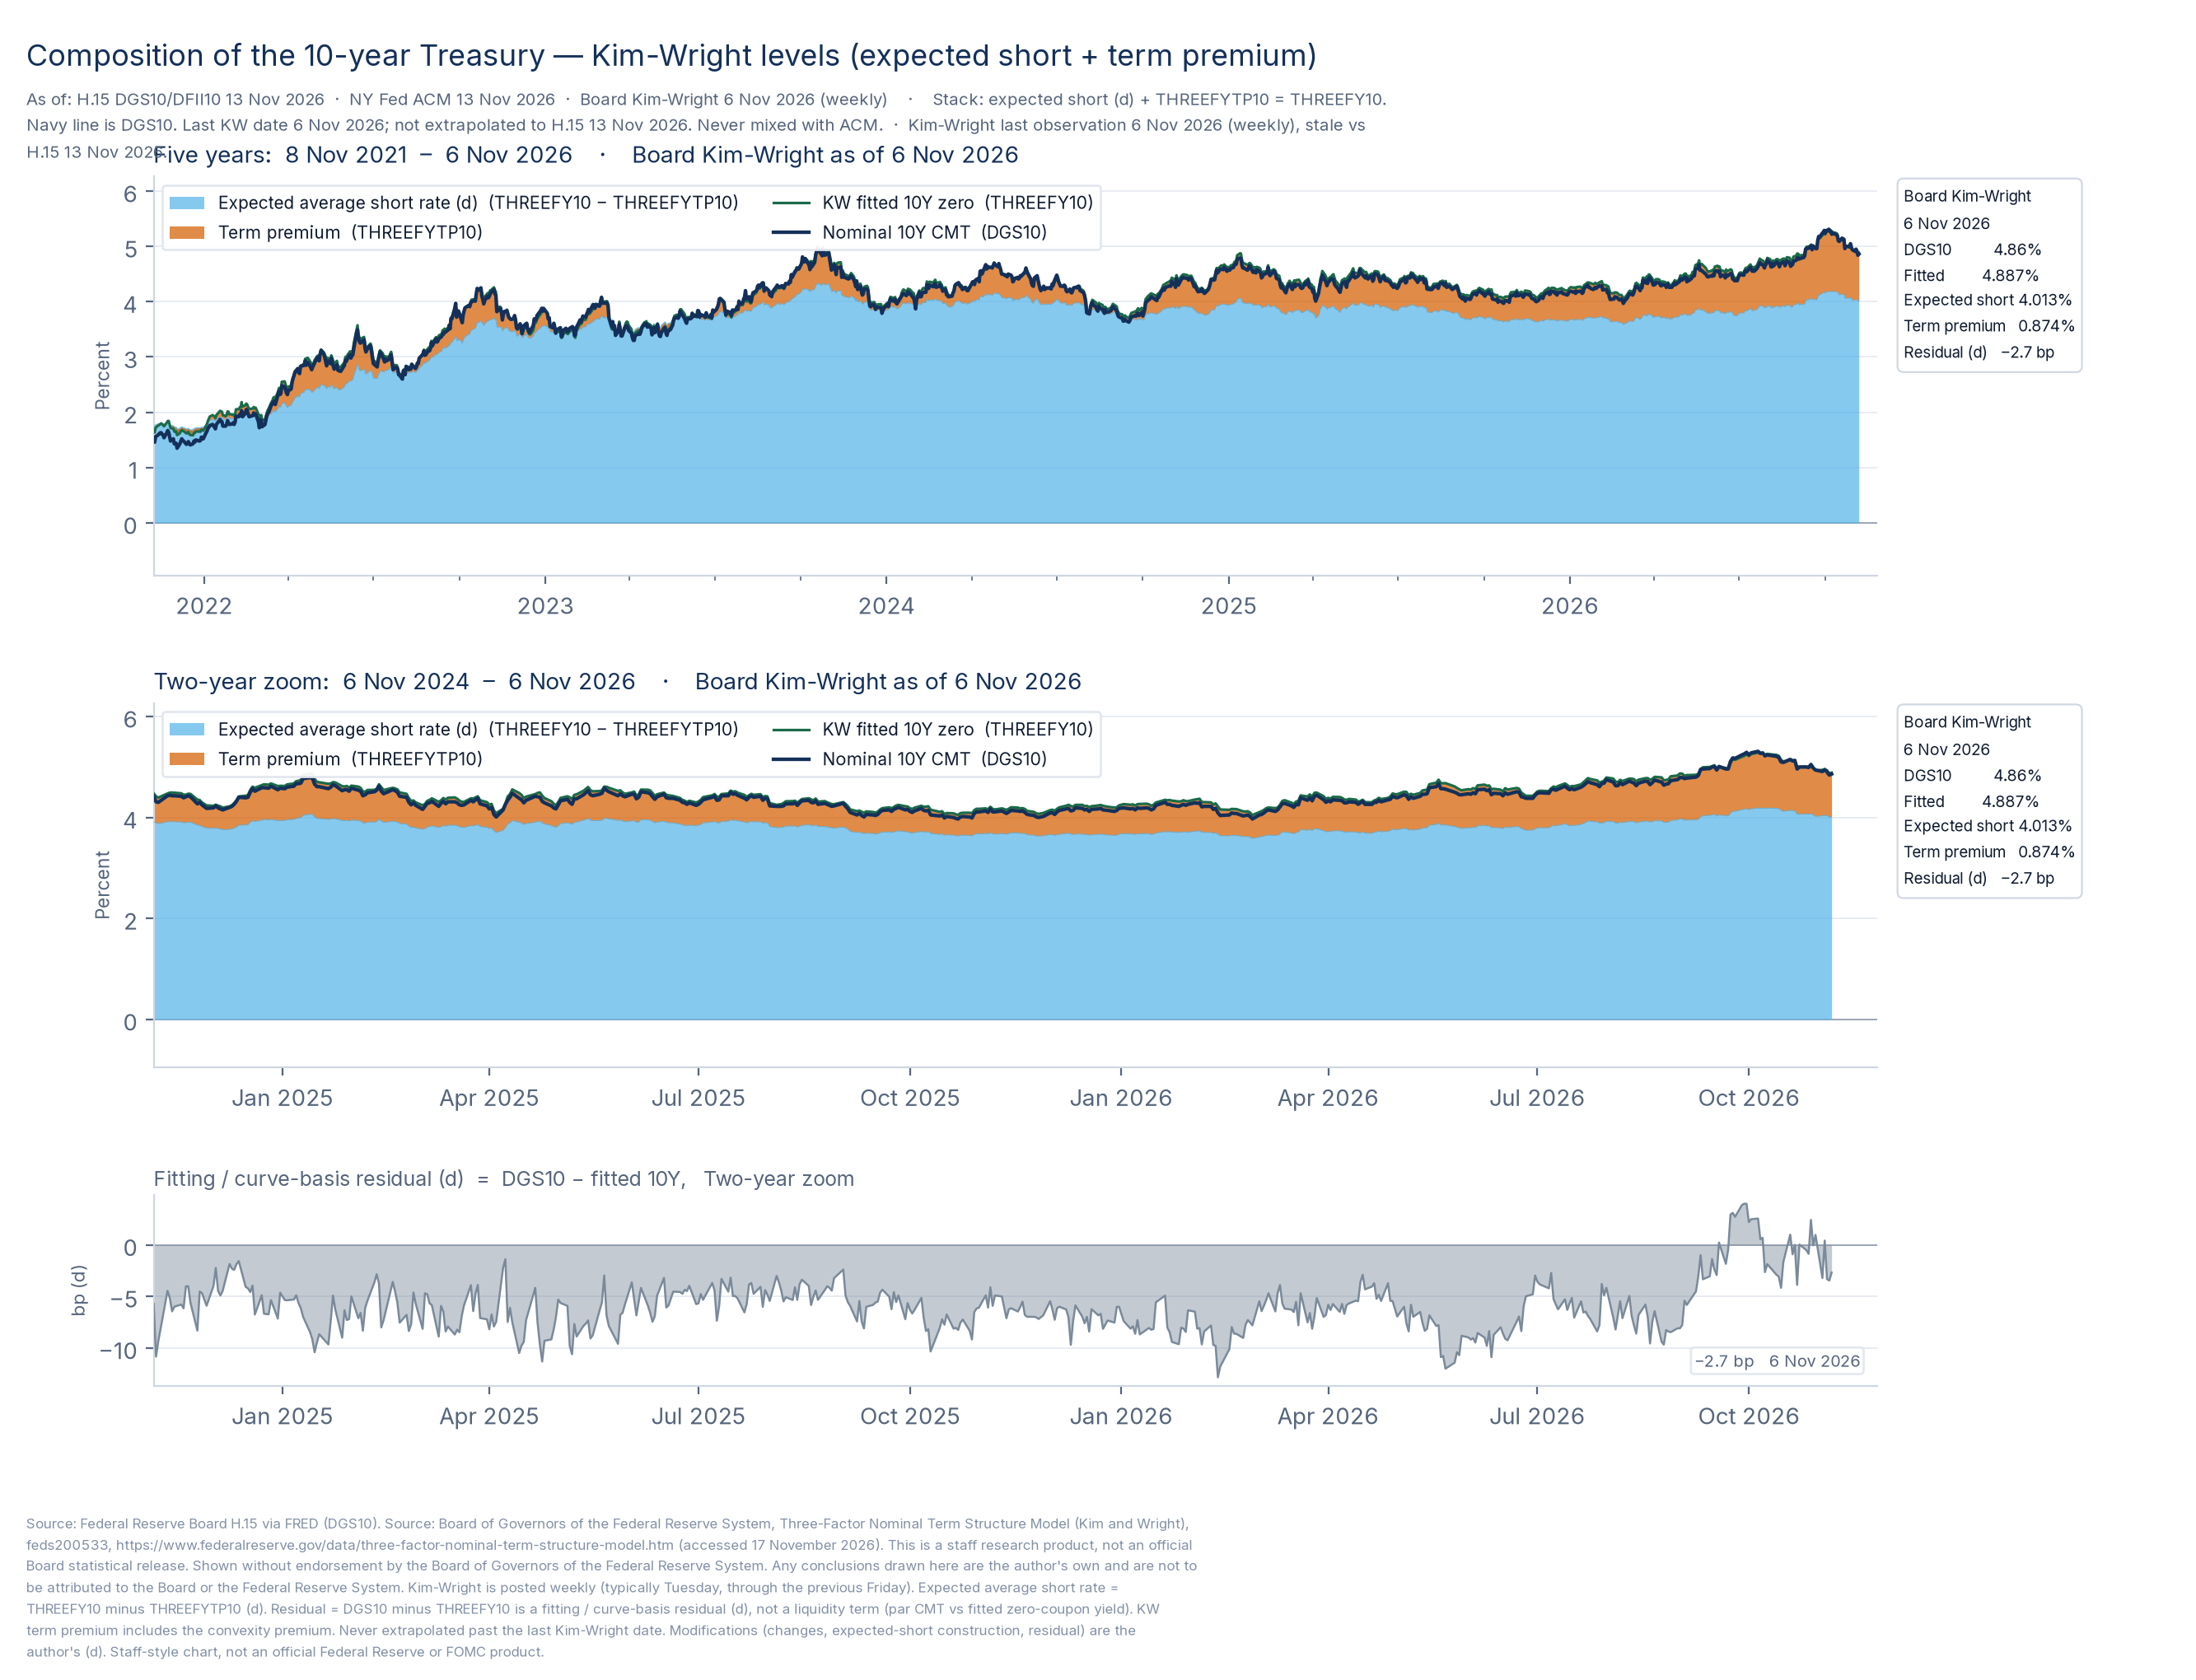 Composition of the 10-year Treasury — Kim-Wright levels (expected short + term premium)
As of: H.15 DGS10/DFII10 13 Nov 2026 · NY Fed ACM 13 Nov 2026 · Board Kim-Wright 6 Nov 2026 (weekly) · Stack: expected short (d) + THREEFYTP10 = THREEFY10.
Navy line is DGS10. Last KW date 6 Nov 2026; not extrapolated to H.15 13 Nov 2026. Never mixed with ACM. · Kim-Wright last observation 6 Nov 2026 (weekly), stale vs
H.15 13 Nov 2026.
Five years: 8 Nov 2021 – 6 Nov 2026 · Board Kim-Wright as of 6 Nov 2026
Expected average short rate (d) (THREEFY10 − THREEFYTP10)
Term premium (THREEFYTP10)
KW fitted 10Y zero (THREEFY10)
Nominal 10Y CMT (DGS10)
Percent
6
5
4
3
2
1
0
2022
2023
2024
2025
2026
Board Kim-Wright
6 Nov 2026
DGS10 4.86%
Fitted 4.887%
Expected short 4.013%
Term premium 0.874%
Residual (d) −2.7 bp
Two-year zoom: 6 Nov 2024 – 6 Nov 2026 · Board Kim-Wright as of 6 Nov 2026
Expected average short rate (d) (THREEFY10 − THREEFYTP10)
Term premium (THREEFYTP10)
KW fitted 10Y zero (THREEFY10)
Nominal 10Y CMT (DGS10)
Percent
6
4
2
0
Jan 2025
Apr 2025
Jul 2025
Oct 2025
Jan 2026
Apr 2026
Jul 2026
Oct 2026
Board Kim-Wright
6 Nov 2026
DGS10 4.86%
Fitted 4.887%
Expected short 4.013%
Term premium 0.874%
Residual (d) −2.7 bp
Fitting / curve-basis residual (d) = DGS10 − fitted 10Y, Two-year zoom
bp (d)
0
−5
−10
−2.7 bp 6 Nov 2026
Jan 2025
Apr 2025
Jul 2025
Oct 2025
Jan 2026
Apr 2026
Jul 2026
Oct 2026
Source: Federal Reserve Board H.15 via FRED (DGS10). Source: Board of Governors of the Federal Reserve System, Three-Factor Nominal Term Structure Model (Kim and Wright),
feds200533, https://www.federalreserve.gov/data/three-factor-nominal-term-structure-model.htm (accessed 17 November 2026). This is a staff research product, not an official
Board statistical release. Shown without endorsement by the Board of Governors of the Federal Reserve System. Any conclusions drawn here are the author's own and are not to
be attributed to the Board or the Federal Reserve System. Kim-Wright is posted weekly (typically Tuesday, through the previous Friday). Expected average short rate =
THREEFY10 minus THREEFYTP10 (d). Residual = DGS10 minus THREEFY10 is a fitting / curve-basis residual (d), not a liquidity term (par CMT vs fitted zero-coupon yield). KW
term premium includes the convexity premium. Never extrapolated past the last Kim-Wright date. Modifications (changes, expected-short construction, residual) are the
author's (d). Staff-style chart, not an official Federal Reserve or FOMC product.